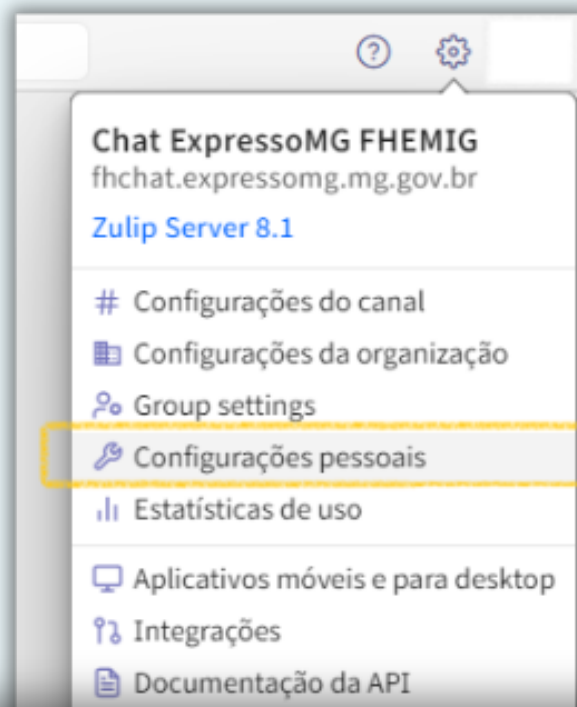 Chat ExpressoMG FHEMIG
fhchat.expressomg.mg.gov.br
Zulip Server 8.1
# Configurações do canal
Configurações da organização
Group settings
Configurações pessoais
Estatísticas de uso
Aplicativos móveis e para desktop
Integrações
Documentação da API